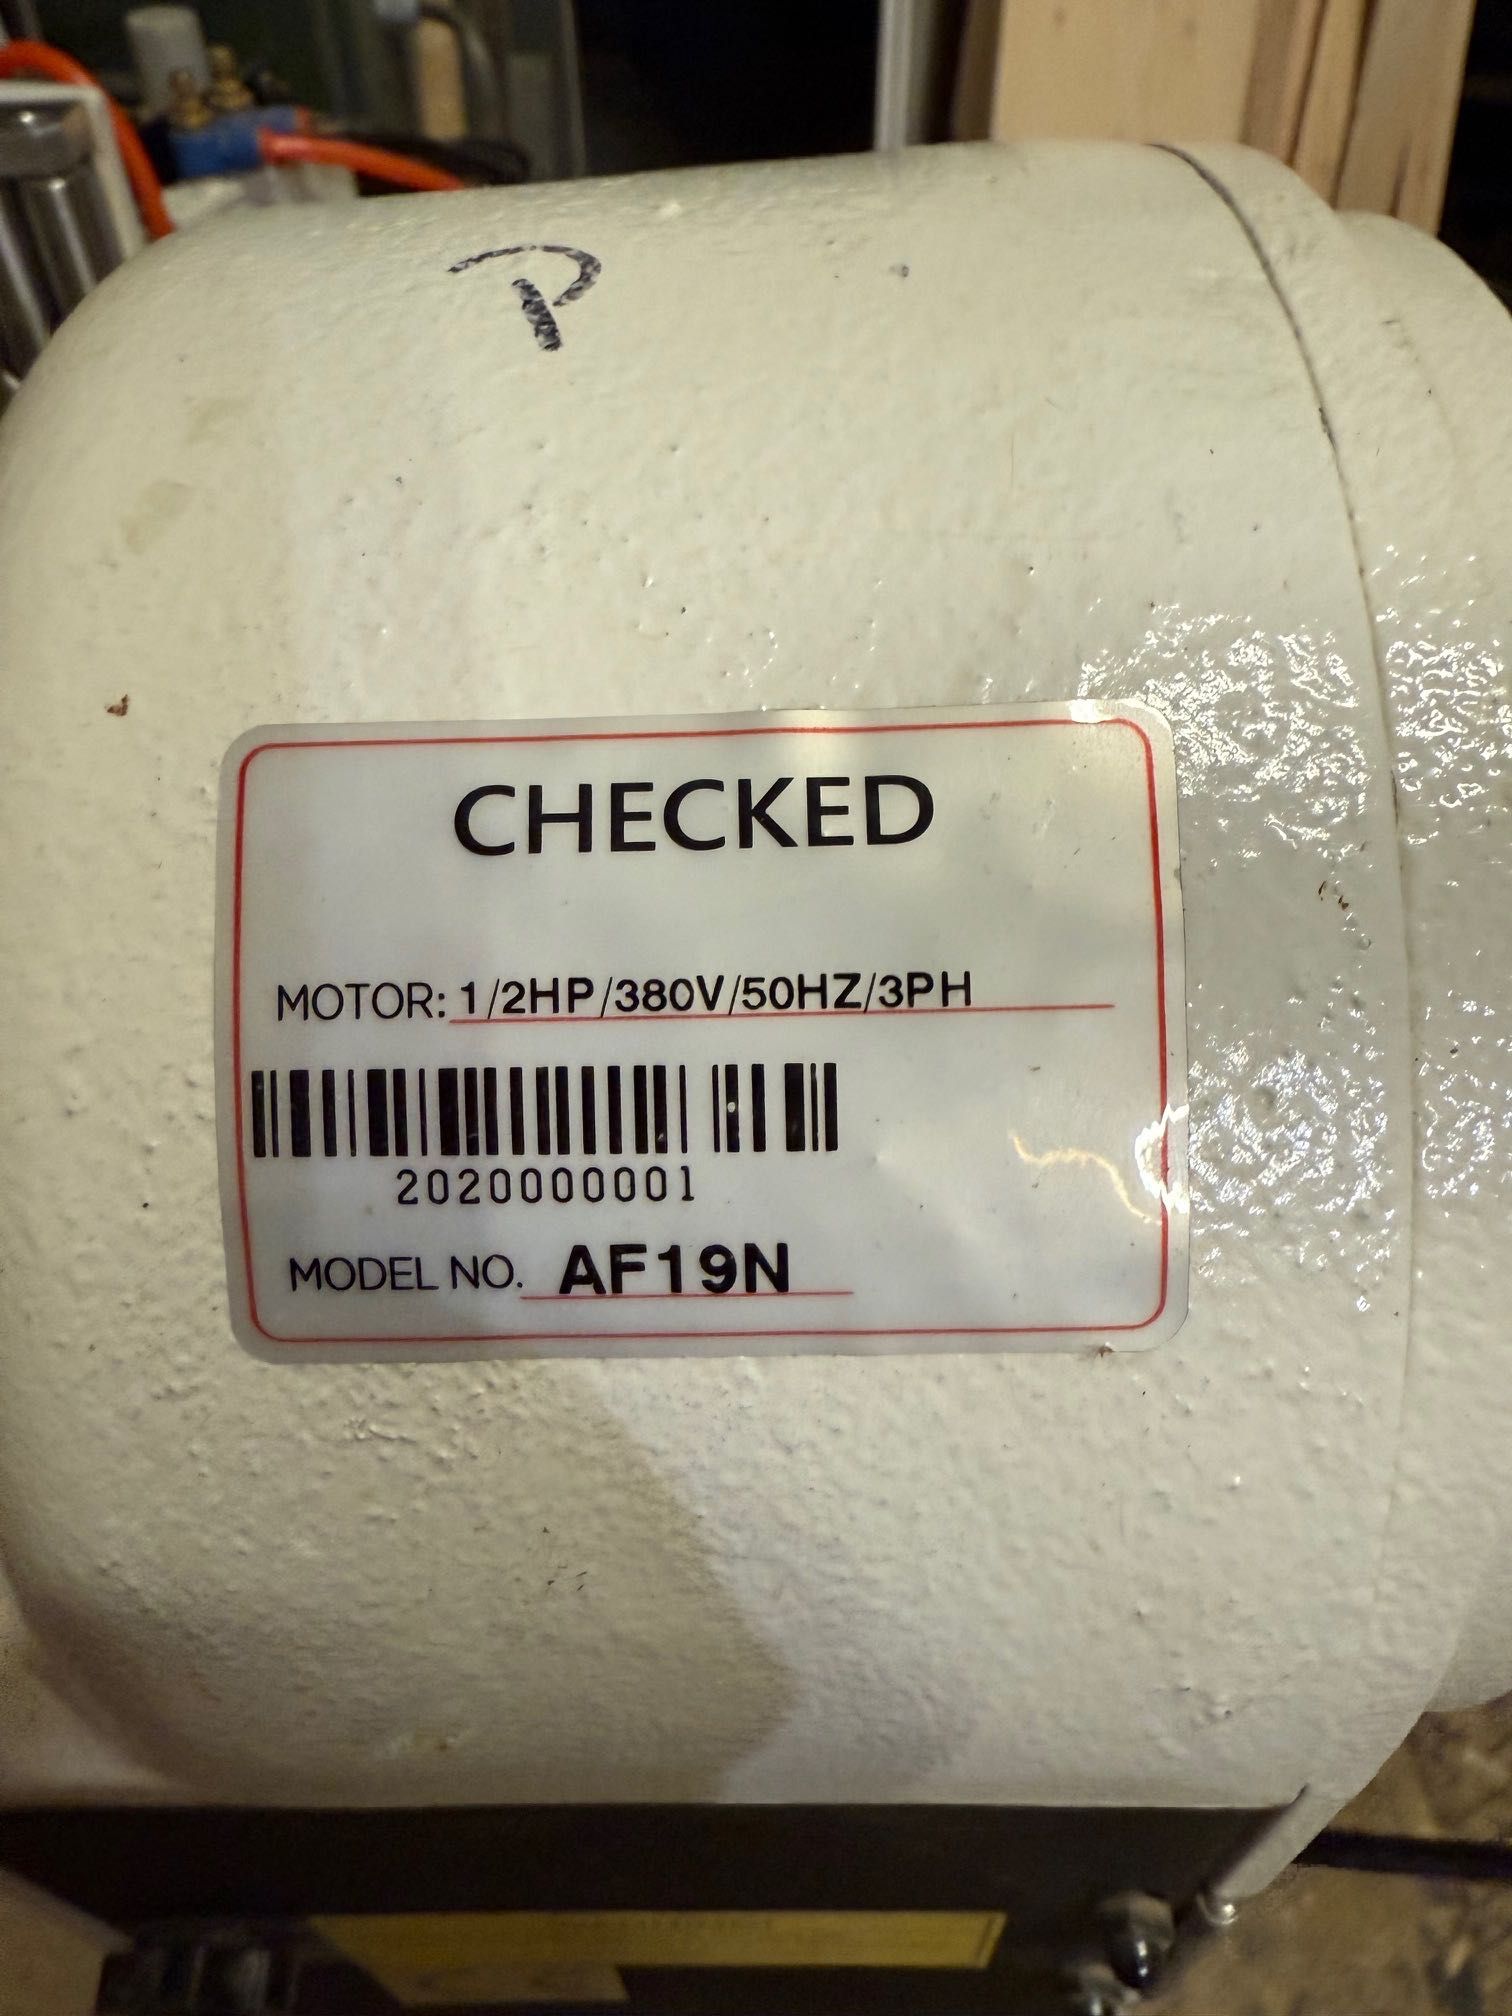 P
CHECKED
MOTOR: 1/2HP/380V/50HZ/3PH
2020000001
MODEL NO. AF19N